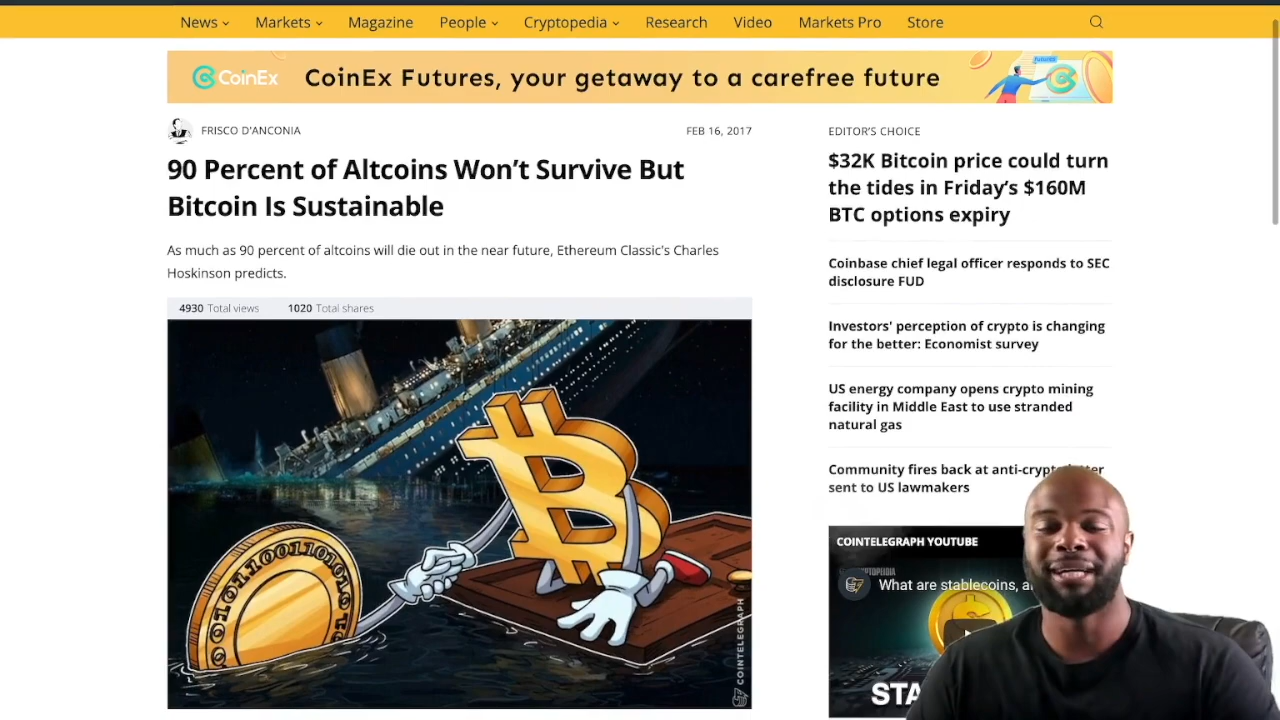 News Markets Magazine People Cryptopedia Research Video Markets Pro Store
CoinEx CoinEx Futures, your getaway to a carefree future
FUTURES
FRISCO D'ANCONIA FEB 16, 2017
90 Percent of Altcoins Won't Survive But
Bitcoin Is Sustainable
As much as 90 percent of altcoins will die out in the near future, Ethereum Classic's Charles
Hoskinson predicts.
4930 Total views 1020 Total shares
COINTELEGRAPH
EDITOR'S CHOICE
$32K Bitcoin price could turn
the tides in Friday's $160M
BTC options expiry
Coinbase chief legal officer responds to SEC
disclosure FUD
Investors' perception of crypto is changing
for the better: Economist survey
US energy company opens crypto mining
facility in Middle East to use stranded
natural gas
Community fires back at
sent to US lawmakers
COINTELEGRAPH YOUTUBE
What are stablecoins,
STA